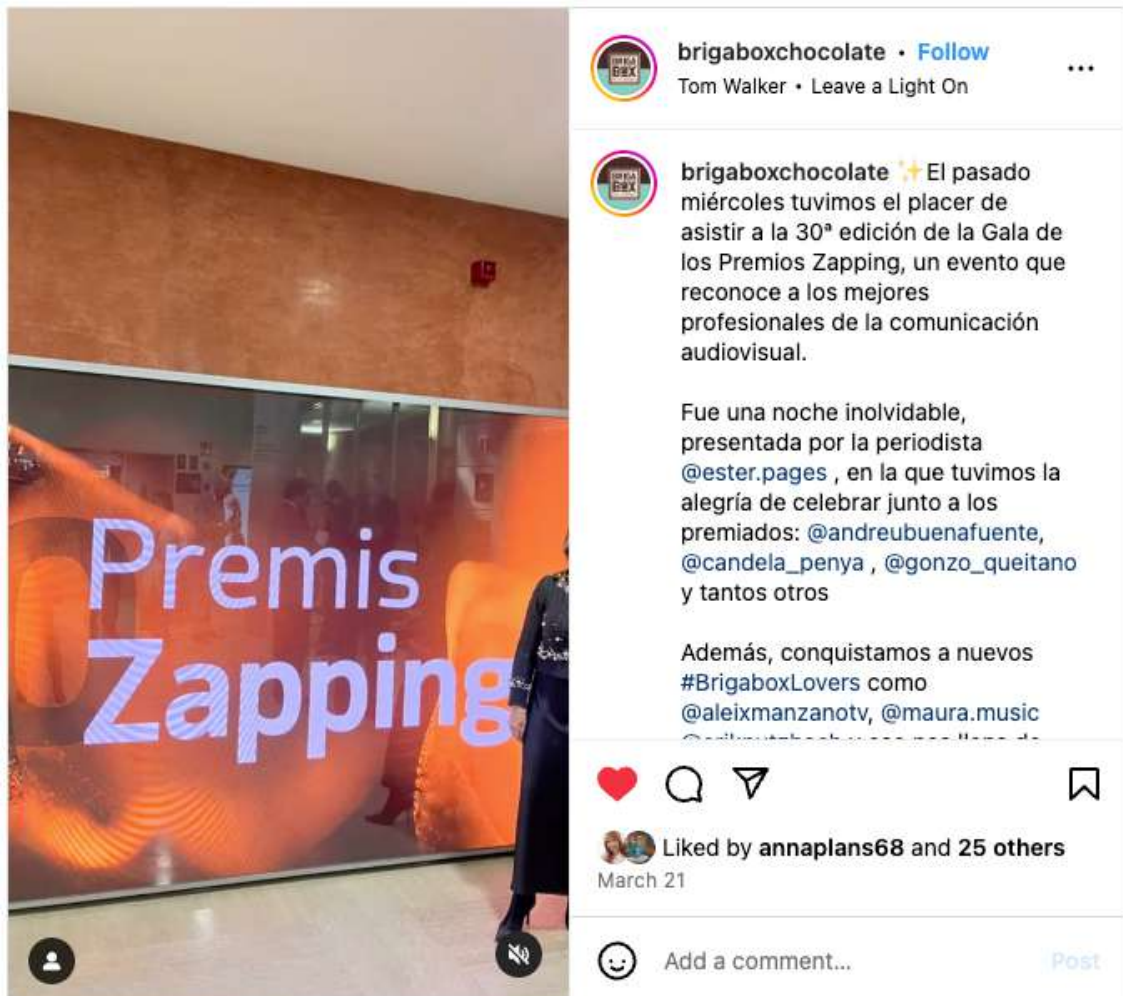 Premis
Zapping
brigaboxchocolate • Follow
Tom Walker • Leave a Light On
BRIGA
BOX
brigaboxchocolate ✨El pasado
miércoles tuvimos el placer de
asistir a la 30ª edición de la Gala de
los Premios Zapping, un evento que
reconoce a los mejores
profesionales de la comunicación
audiovisual.
Fue una noche inolvidable,
presentada por la periodista
@ester.pages , en la que tuvimos la
alegría de celebrar junto a los
premiados: @andreubuenafuente,
@candela_penya , @gonzo_queitano
y tantos otros
Además, conquistamos a nuevos
#BrigaboxLovers como
@aleixmanzanotv, @maura.music
Liked by annaplans68 and 25 others
March 21
Add a comment...
Post